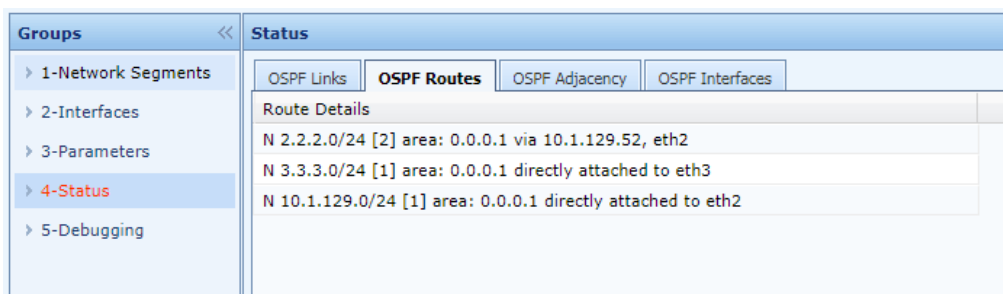 Groups
Status
1-Network Segments
2-Interfaces
3-Parameters
4-Status
5-Debugging
OSPF Links OSPF Routes OSPF Adjacency OSPF Interfaces
Route Details
N 2.2.2.0/24 [2] area: 0.0.0.1 via 10.1.129.52, eth2
N 3.3.3.0/24 [1] area: 0.0.0.1 directly attached to eth3
N 10.1.129.0/24 [1] area: 0.0.0.1 directly attached to eth2